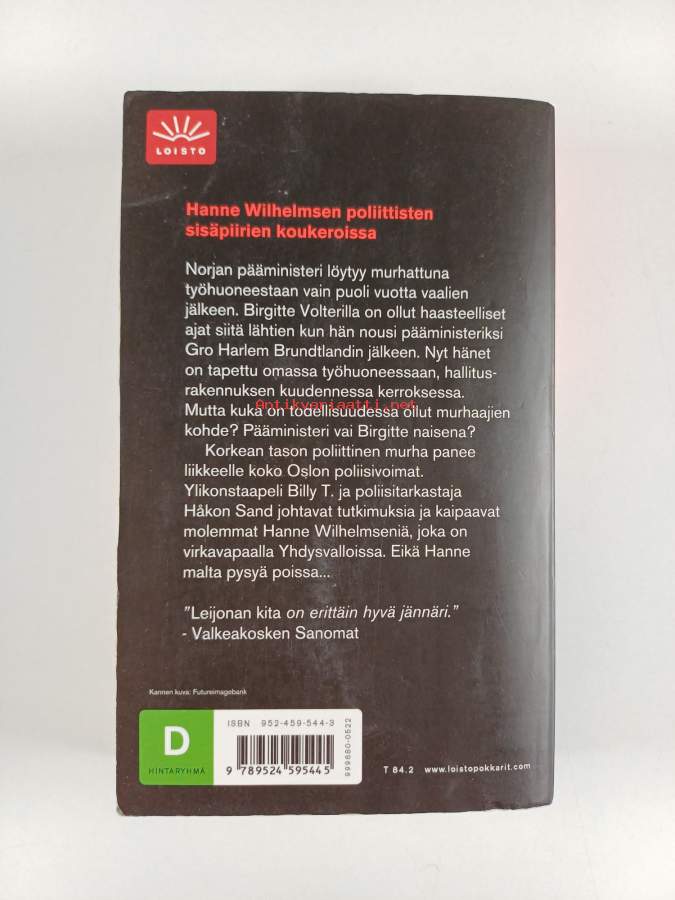 LOISTO
Hanne Wilhelmsen poliittisten
sisäpiirien koukeroissa
Norjan pääministeri löytyy murhattuna
työhuoneestaan vain puoli vuotta vaalien
jälkeen. Birgitte Volterilla on ollut haasteelliset
ajat siitä lähtien kun hän nousi pääministeriksi
Gro Harlem Brundtlandin jälkeen. Nyt hänet
on tapettu omassa työhuoneessaan, hallitus-
rakennuksen kuudennessa kerroksessa.
Antikvariaatti.net
Mutta kuka on todellisuudessa ollut murhaajien
kohde? Pääministeri vai Birgitte naisena?
Korkean tason poliittinen murha panee
liikkeelle koko Oslon poliisivoimat.
Ylikonstaapeli Billy T. ja poliisitarkastaja
Håkon Sand johtavat tutkimuksia ja kaipaavat
molemmat Hanne Wilhelmseniä, joka on
virkavapaalla Yhdysvalloissa. Eikä Hanne
malta pysyä poissa...
"Leijonan kita on erittäin hyvä jännäri."
- Valkeakosken Sanomat
Kannen kuva: Futureimagebank
D
HINTARYHMÄ
ISBN 952-459-544-3
9 789524 595445
999880-0522
T 84.2 www.loistopokkarit.com